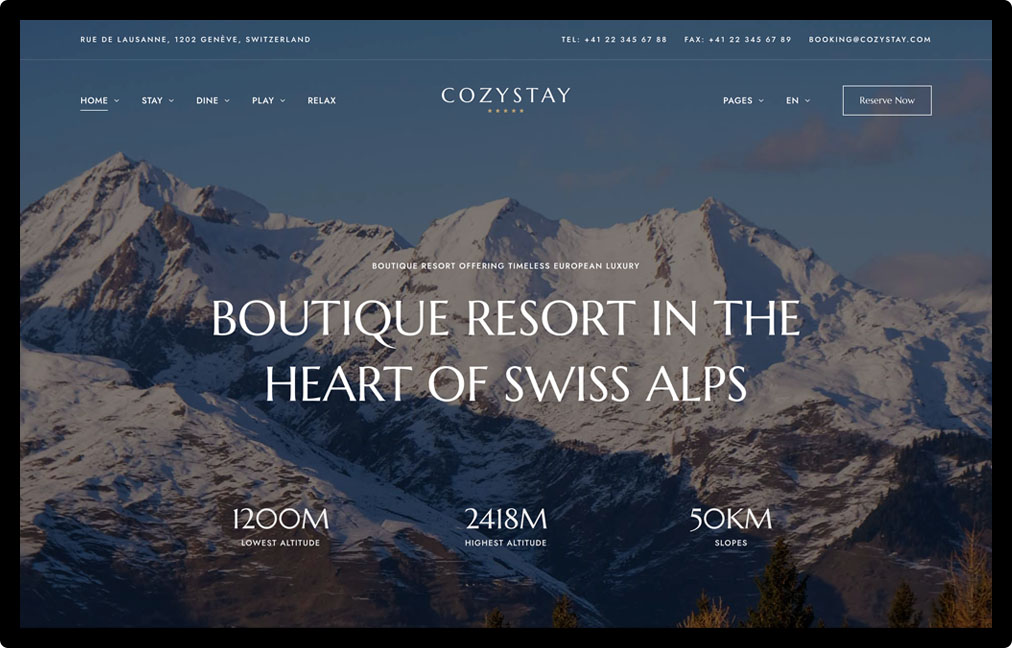 RUE DE LAUSANNE, 1202 GENÈVE, SWITZERLAND
TEL: +41 22 345 67 88 FAX: +41 22 345 67 89 BOOKING@COZYSTAY.COM
HOME STAY DINE PLAY RELAX
COZYSTAY
PAGES EN Reserve Now
BOUTIQUE RESORT OFFERING TIMELESS EUROPEAN LUXURY
BOUTIQUE RESORT IN THE
HEART OF SWISS ALPS
1200M 2418M 50KM
LOWEST ALTITUDE HIGHEST ALTITUDE SLOPES